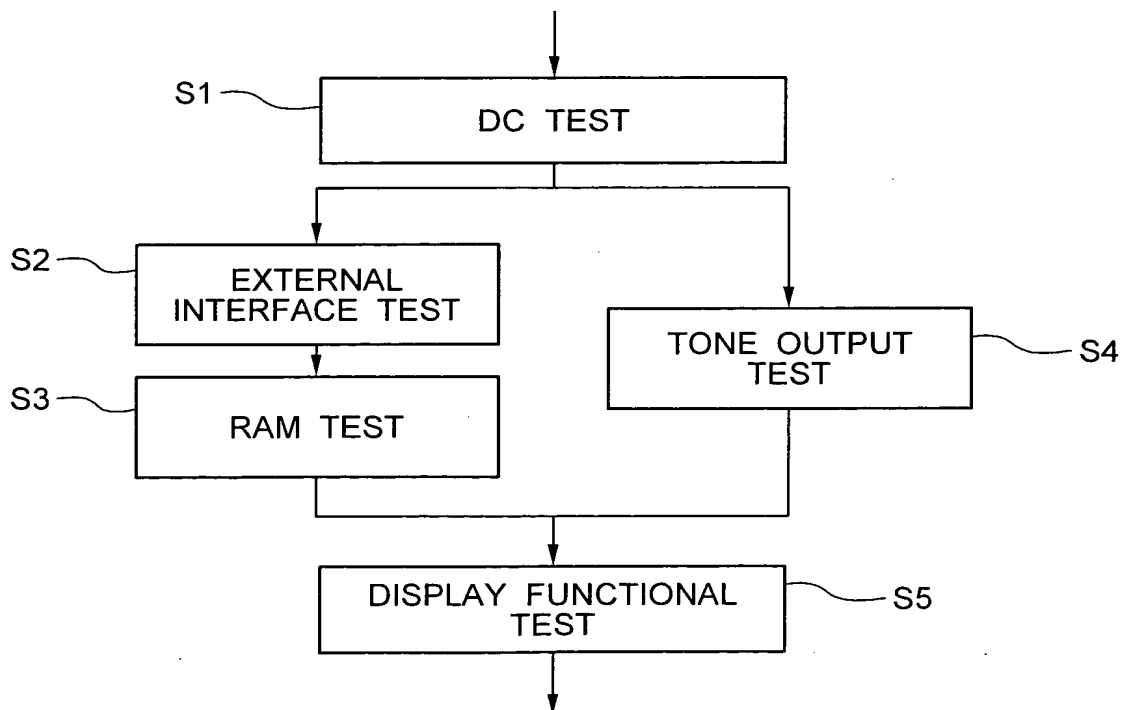 S1
DC TEST
S2
EXTERNAL
INTERFACE TEST
TONE OUTPUT
TEST
S4
S3
RAM TEST
DISPLAY FUNCTIONAL
TEST
S5